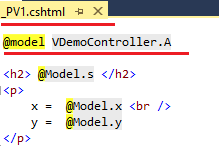 _PV1.cshtml
@model VDemoController.A
<h2> @Model.s </h2>
<p>
x = @Model.x <br />
y = @Model.y
</p>